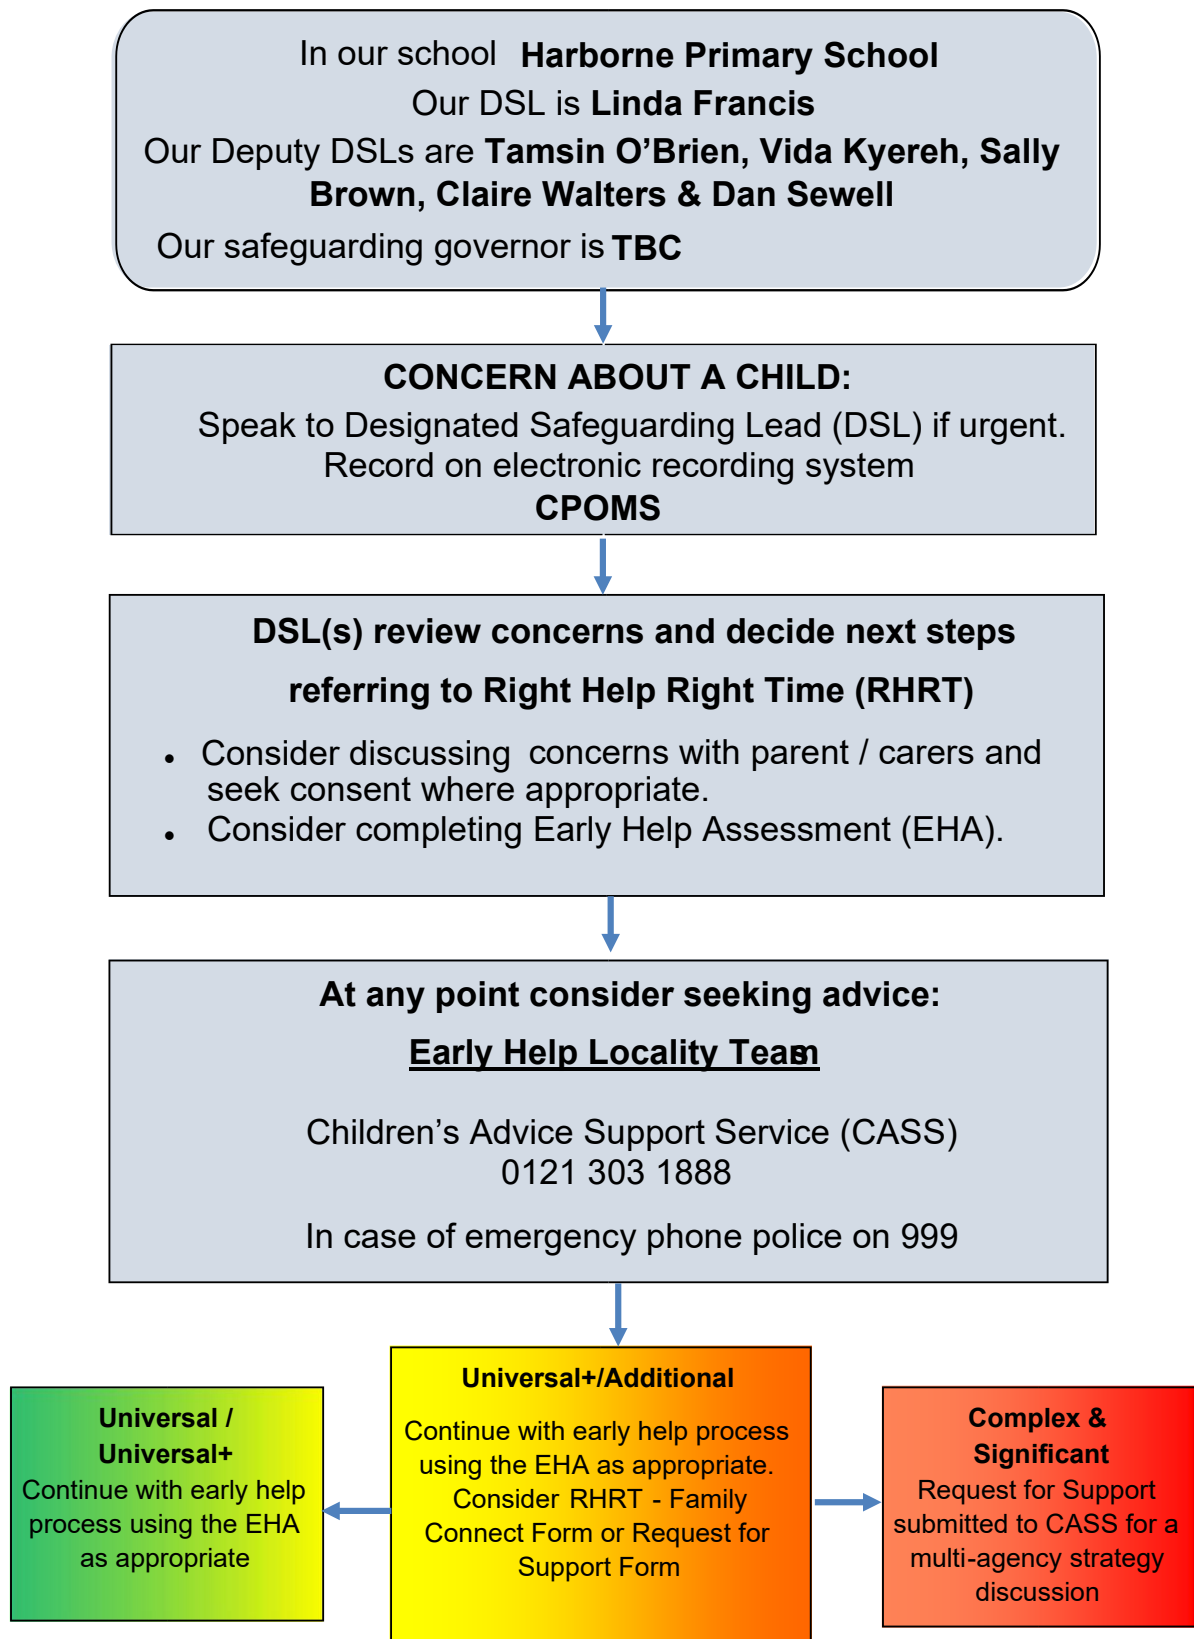 In our school Harborne Primary School
Our DSL is Linda Francis
Our Deputy DSLs are Tamsin O’Brien, Vida Kyereh, Sally
Brown, Claire Walters & Dan Sewell
Our safeguarding governor is TBC
CONCERN ABOUT A CHILD:
Speak to Designated Safeguarding Lead (DSL) if urgent.
Record on electronic recording system
CPOMS
DSL(s) review concerns and decide next steps
referring to Right Help Right Time (RHRT)
• Consider discussing concerns with parent / carers and
seek consent where appropriate.
• Consider completing Early Help Assessment (EHA).
At any point consider seeking advice:
Early Help Locality Teams
Children’s Advice Support Service (CASS)
0121 303 1888
In case of emergency phone police on 999
Universal /
Universal+
Continue with early help
process using the EHA
as appropriate
Universal+/Additional
Continue with early help process
using the EHA as appropriate.
Consider RHRT - Family
Connect Form or Request for
Support Form
Complex &
Significant
Request for Support
submitted to CASS for a
multi-agency strategy
discussion